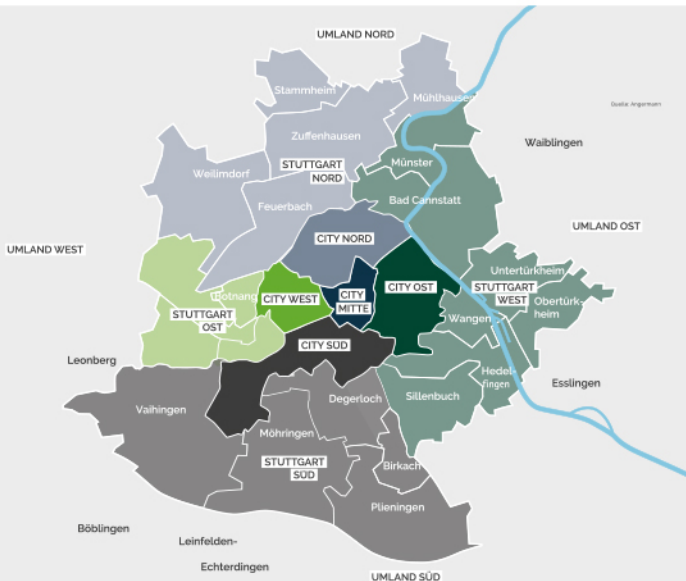 UMLAND NORD
Stammheim
Mühlhausen
Quelle: Angermann
Zuffenhausen
Waiblingen
Münster
STUTTGART
NORD
Weilimdorf
Bad Cannstatt
Feuerbach
UMLAND OST
CITY NORD
UMLAND WEST
Untertürkheim
CITY OST
STUTTGART
WEST
Botnang
CITY WEST
CITY
MITTE
Obertürk-
heim
STUTTGART
OST
Wangen
CITY SÜD
Leonberg
Hedel-
fingen
Esslingen
Sillenbuch
Degerloch
Vaihingen
Möhringen
STUTTGART
SÜD
Birkach
Plieningen
Böblingen
Leinfelden-
Echterdingen
UMLAND SÜD